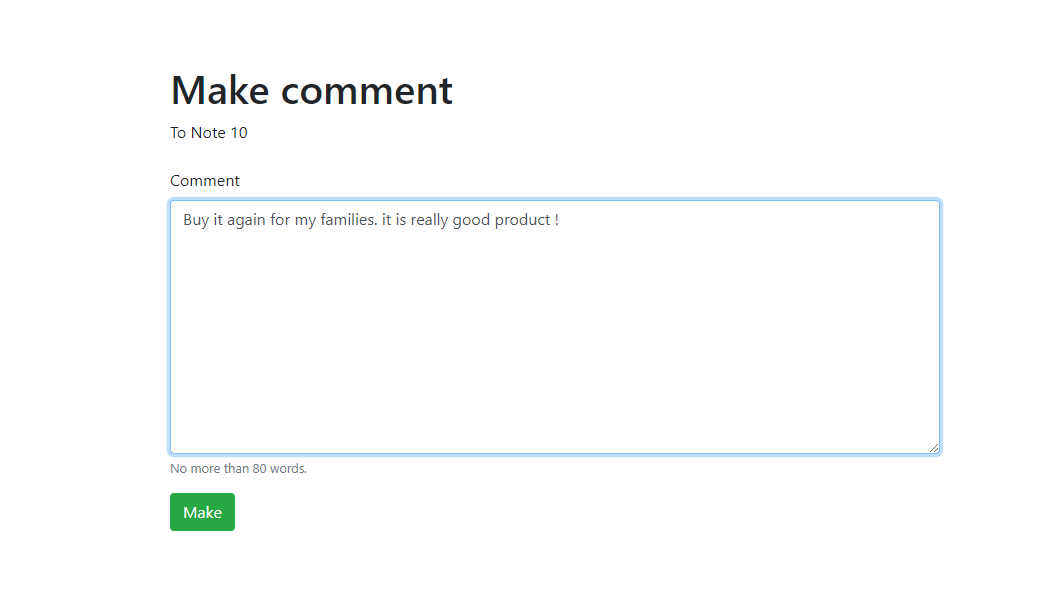 Make comment
To Note 10
Comment
Buy it again for my families. it is really good product !
No more than 80 words.
Make